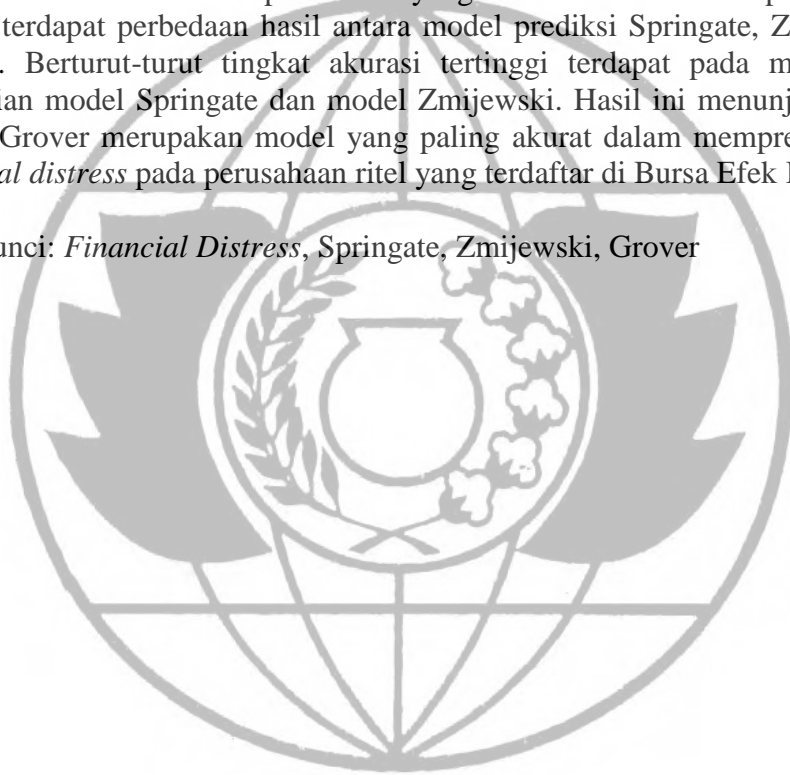 terdapat perbedaan hasil antara model prediksi Springate, Z
. Berturut-turut tingkat akurasi tertinggi terdapat pada m
ian model Springate dan model Zmijewski. Hasil ini menunj
Grover merupakan model yang paling akurat dalam mempre
al distress pada perusahaan ritel yang terdaftar di Bursa Efek I
unci: Financial Distress, Springate, Zmijewski, Grover